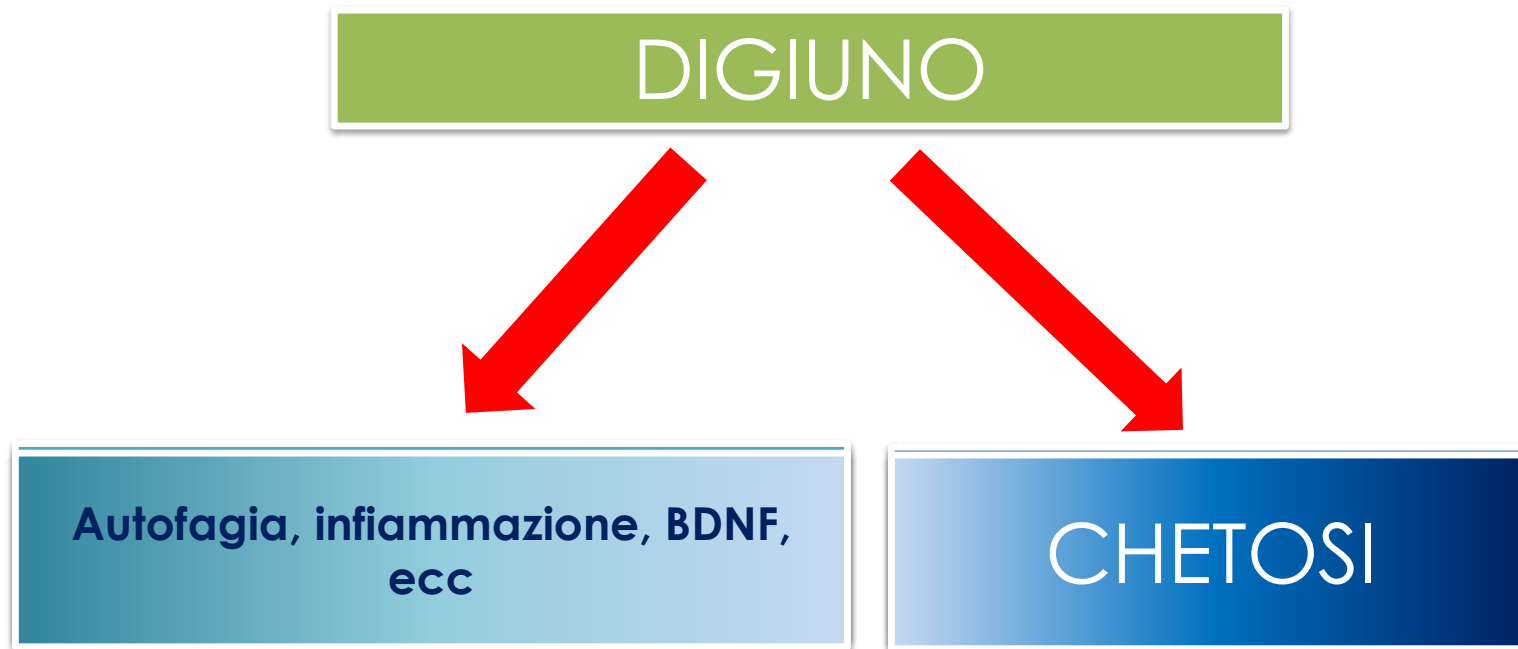 DIGIUNO
Autofagia, infiammazione, BDNF,
ecc
CHETOSI